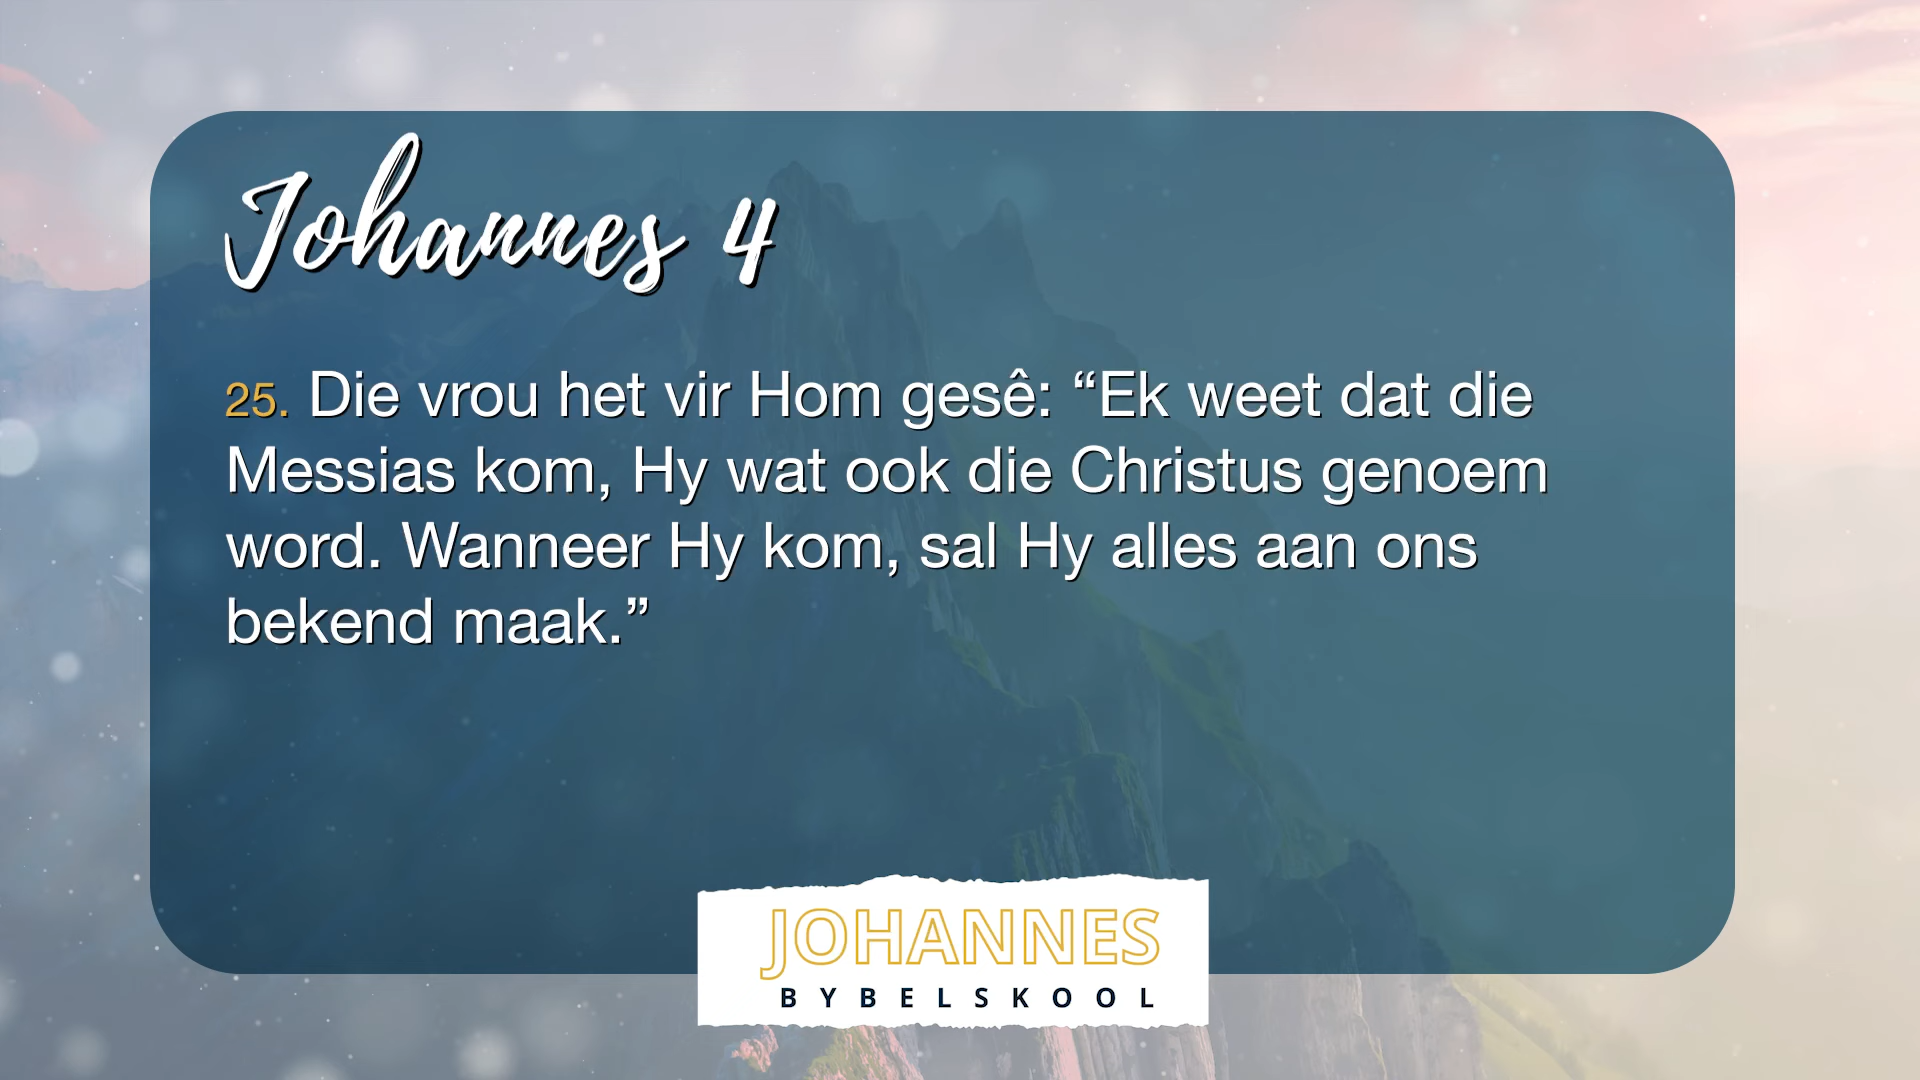 Johannes 4
25. Die vrou het vir Hom gesê: “Ek weet dat die
Messias kom, Hy wat ook die Christus genoem
word. Wanneer Hy kom, sal Hy alles aan ons
bekend maak.”
JOHANNES
BYBELSKOOL